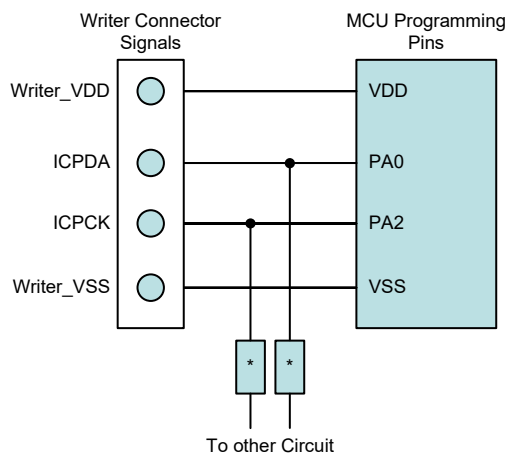 Writer Connector
Signals
MCU Programming
Pins
Writer_VDD
VDD
ICPDA
PA0
ICPCK
PA2
Writer_VSS
VSS
* *
To other Circuit